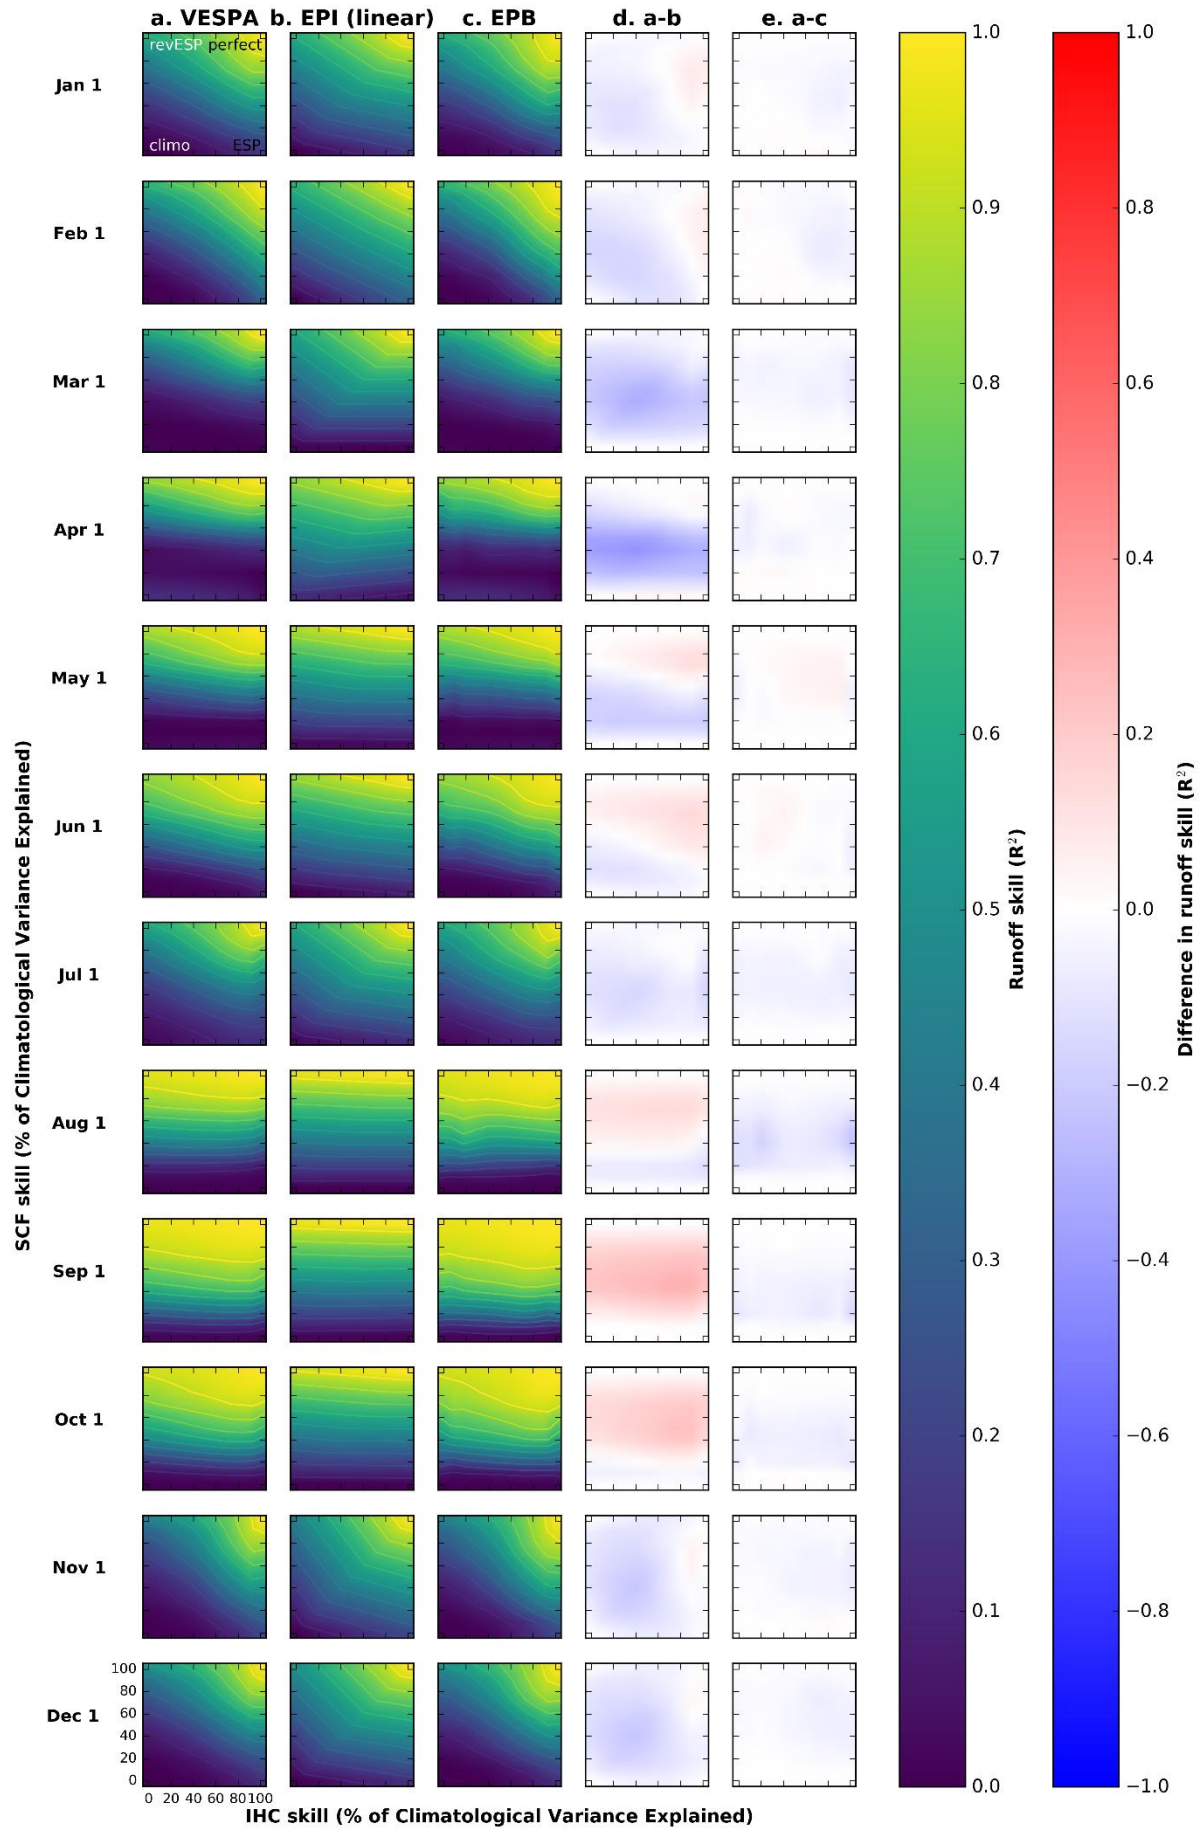 a. VESPA b. EPI (linear) c. EPB d. a-b e. a-c
revESP perfect
climo ESP
Jan 1
Feb 1
Mar 1
Apr 1
May 1
Jun 1
Jul 1
Aug 1
Sep 1
Oct 1
Nov 1
Dec 1
SCF skill (% of Climatological Variance Explained)
100
80
60
40
20
0
0 20 40 60 80 100
IHC skill (% of Climatological Variance Explained)
1.0
0.9
0.8
0.7
0.6
0.5
0.4
0.3
0.2
0.1
0.0
Runoff skill (R²)
1.0
0.8
0.6
0.4
0.2
0.0
−0.2
−0.4
−0.6
−0.8
−1.0
Difference in runoff skill (R²)